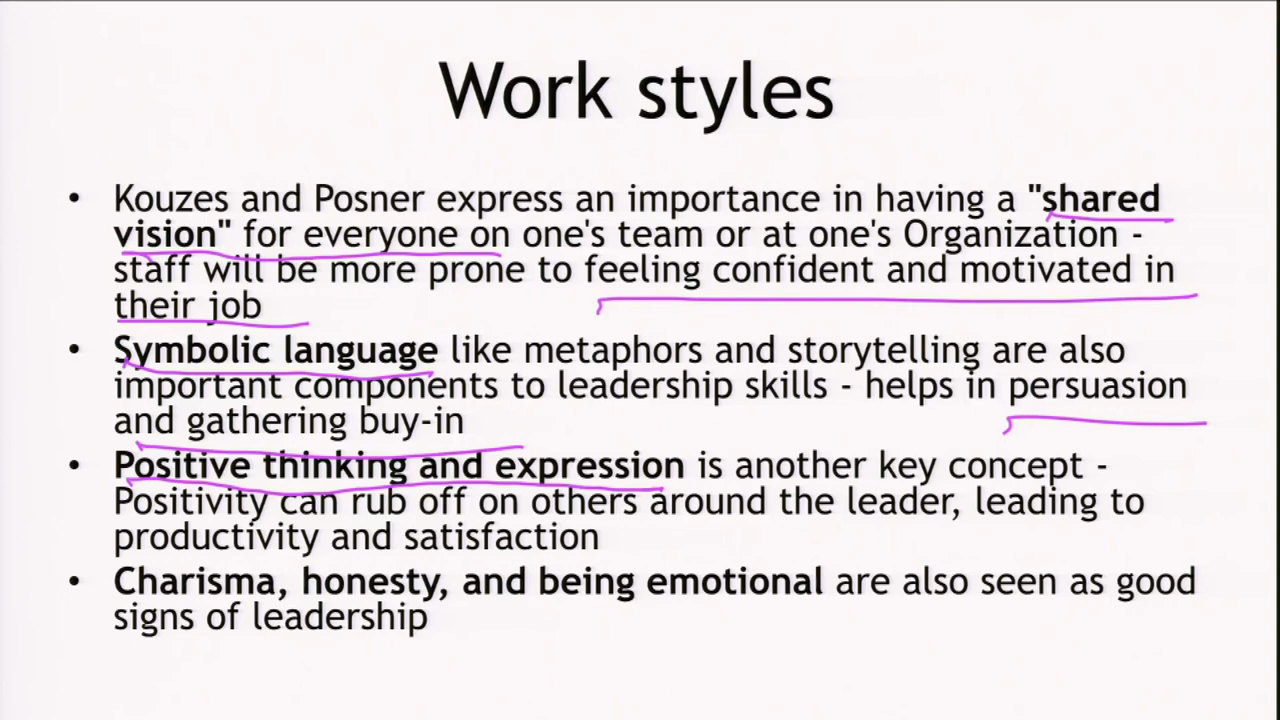 Work styles
• Kouzes and Posner express an importance in having a "shared
vision" for everyone on one's team or at one's Organization -
staff will be more prone to feeling confident and motivated in
their job
• Symbolic language like metaphors and storytelling are also
important components to leadership skills - helps in persuasion
and gathering buy-in
• Positive thinking and expression is another key concept -
Positivity can rub off on others around the leader, leading to
productivity and satisfaction
• Charisma, honesty, and being emotional are also seen as good
signs of leadership